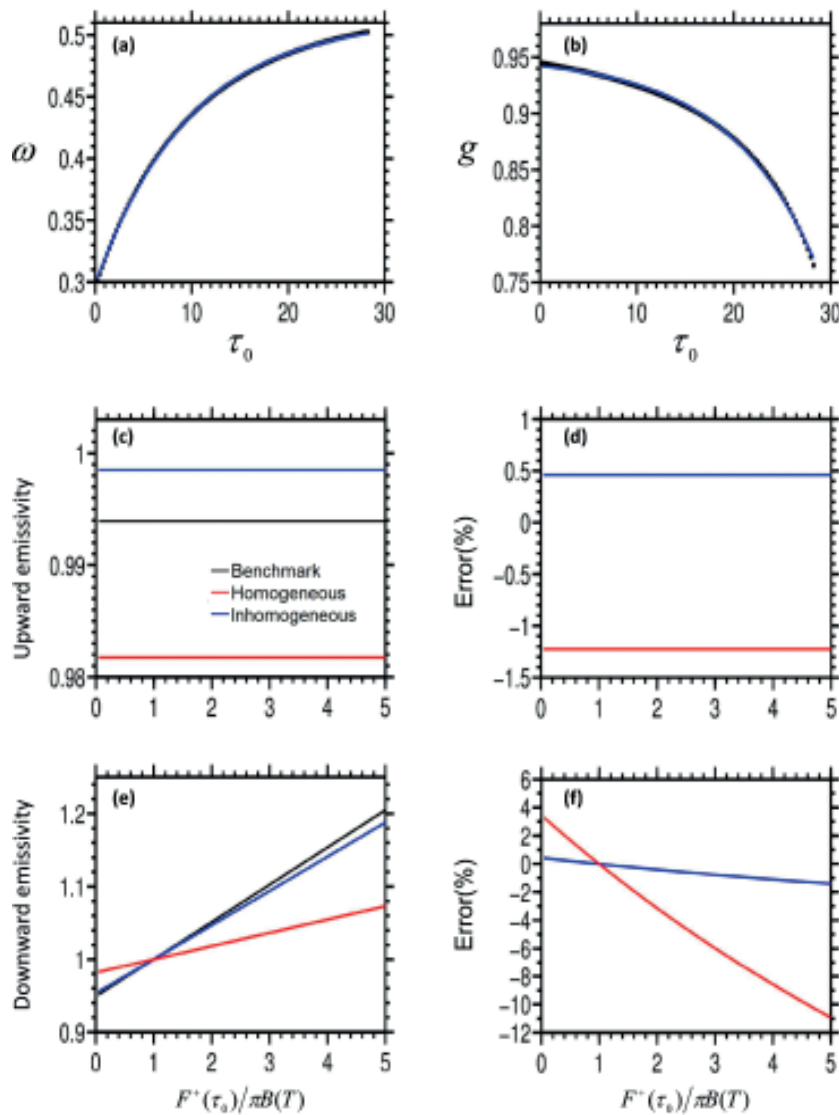 (a)
0.5
0.45
ω
0.4
0.35
0.3
0 10 20 30
τ₀
(b)
0.95
0.9
g
0.85
0.8
0.75
0 10 20 30
τ₀
(c)
1
0.99
0.98
Upward emissivity
Benchmark
Homogeneous
Inhomogeneous
0 1 2 3 4 5
(d)
1
0.5
0
−0.5
−1
−1.5
Error(%)
0 1 2 3 4 5
(e)
1.2
1.1
1
0.9
Downward emissivity
0 1 2 3 4 5
F⁺(τ₀)/πB(T)
(f)
6
4
2
0
−2
−4
−6
−8
−10
−12
Error(%)
0 1 2 3 4 5
F⁺(τ₀)/πB(T)